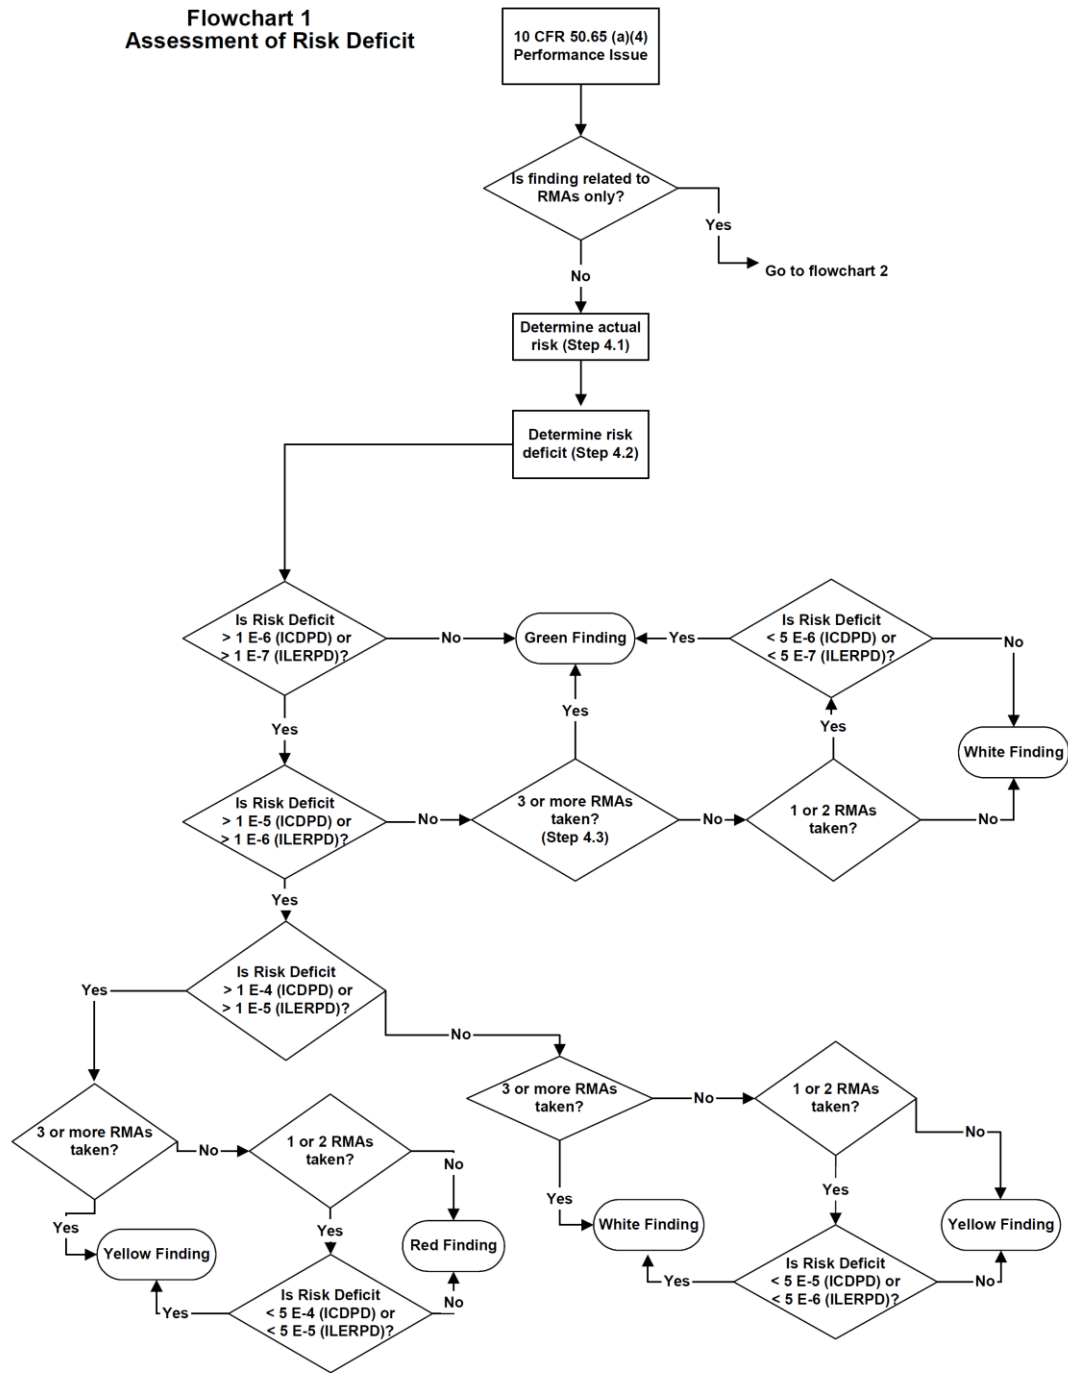 Flowchart 1
Assessment of Risk Deficit
10 CFR 50.65 (a)(4)
Performance Issue
Is finding related to
RMAs only?
Yes
Go to flowchart 2
No
Determine actual
risk (Step 4.1)
Determine risk
deficit (Step 4.2)
Is Risk Deficit
> 1 E-6 (ICDPD) or
> 1 E-7 (ILERPD)?
No
Green Finding
Yes
Is Risk Deficit
< 5 E-6 (ICDPD) or
< 5 E-7 (ILERPD)?
No
Yes
Yes
Yes
White Finding
Is Risk Deficit
> 1 E-5 (ICDPD) or
> 1 E-6 (ILERPD)?
No
3 or more RMAs
taken?
(Step 4.3)
No
1 or 2 RMAs
taken?
No
Yes
Is Risk Deficit
> 1 E-4 (ICDPD) or
> 1 E-5 (ILERPD)?
Yes
No
3 or more RMAs
taken?
No
1 or 2 RMAs
taken?
No
3 or more RMAs
taken?
No
1 or 2 RMAs
taken?
No
Yes
Yes
Yes
Yes
Yellow Finding
Red Finding
White Finding
Yellow Finding
Is Risk Deficit
< 5 E-4 (ICDPD) or
< 5 E-5 (ILERPD)?
Yes
No
Is Risk Deficit
< 5 E-5 (ICDPD) or
< 5 E-6 (ILERPD)?
Yes
No